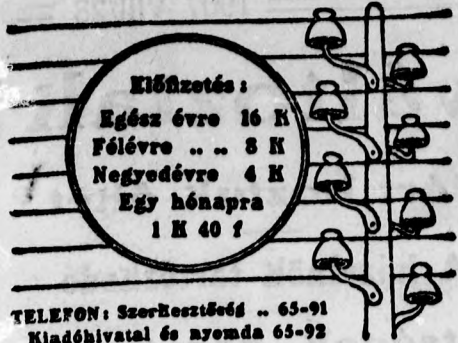 Előfizetés :
Egész évre 16 K
Félévre .. .. 8 K
Negyedévre 4 K
Egy hónapra
1 K 40 f
TELEFON: Szerkesztőség .. 65-91
Kiadóhivatal és nyomda 65-92